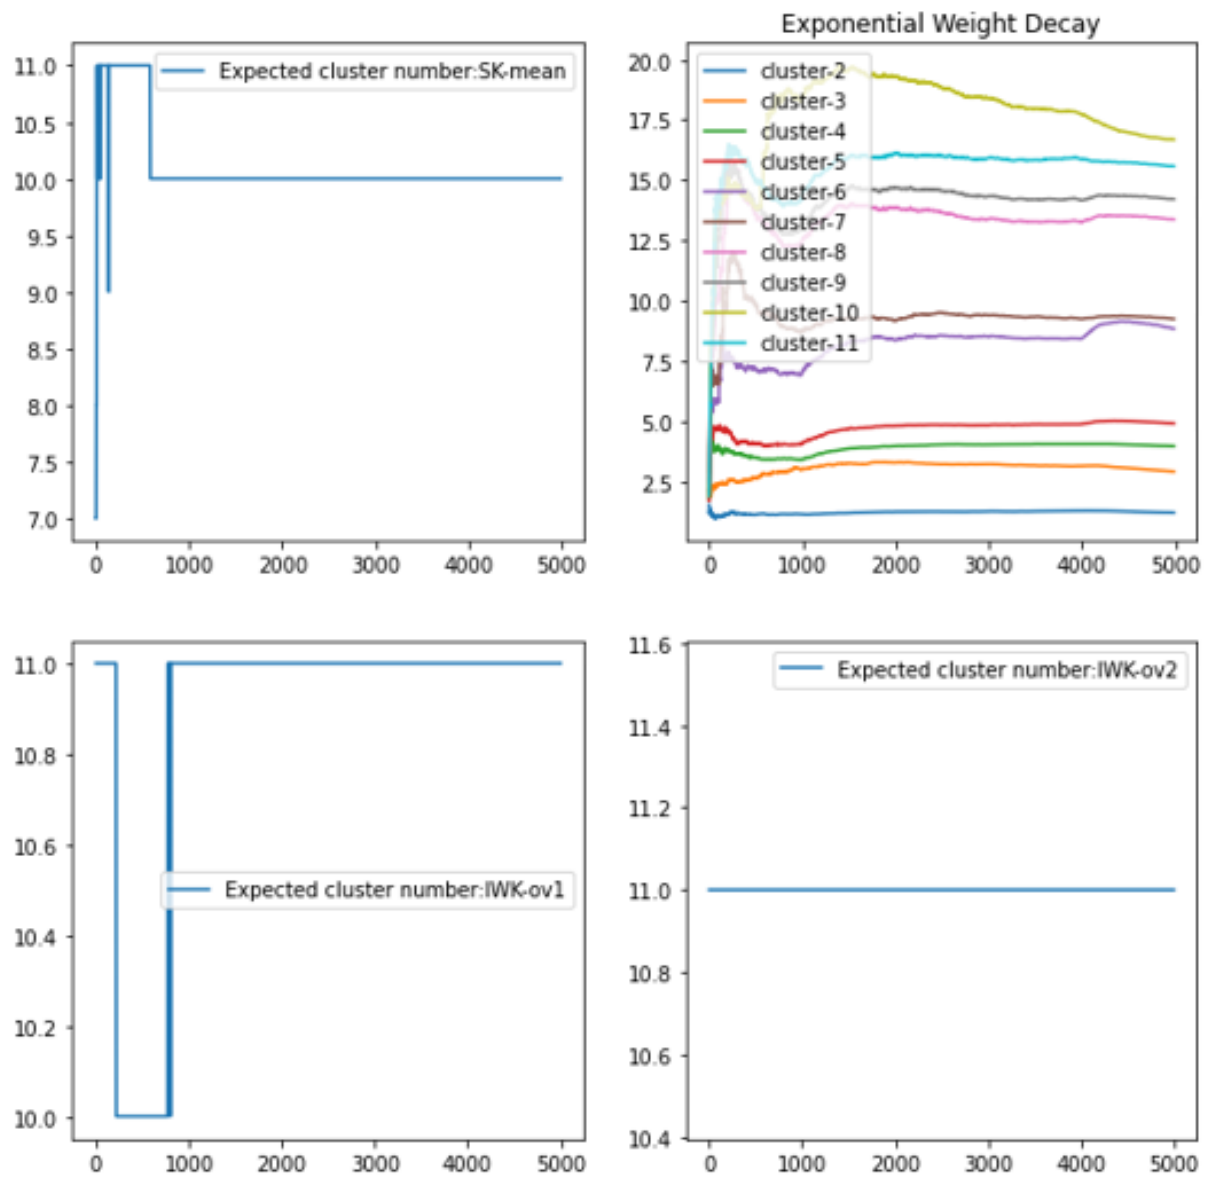 Expected cluster number:SK-mean
11.0
10.5
10.0
9.5
9.0
8.5
8.0
7.5
7.0
0 1000 2000 3000 4000 5000
Exponential Weight Decay
cluster-2
cluster-3
cluster-4
cluster-5
cluster-6
cluster-7
cluster-8
cluster-9
cluster-10
cluster-11
20.0
17.5
15.0
12.5
10.0
7.5
5.0
2.5
0 1000 2000 3000 4000 5000
Expected cluster number:IWK-ov1
11.0
10.8
10.6
10.4
10.2
10.0
0 1000 2000 3000 4000 5000
Expected cluster number:IWK-ov2
11.6
11.4
11.2
11.0
10.8
10.6
10.4
0 1000 2000 3000 4000 5000